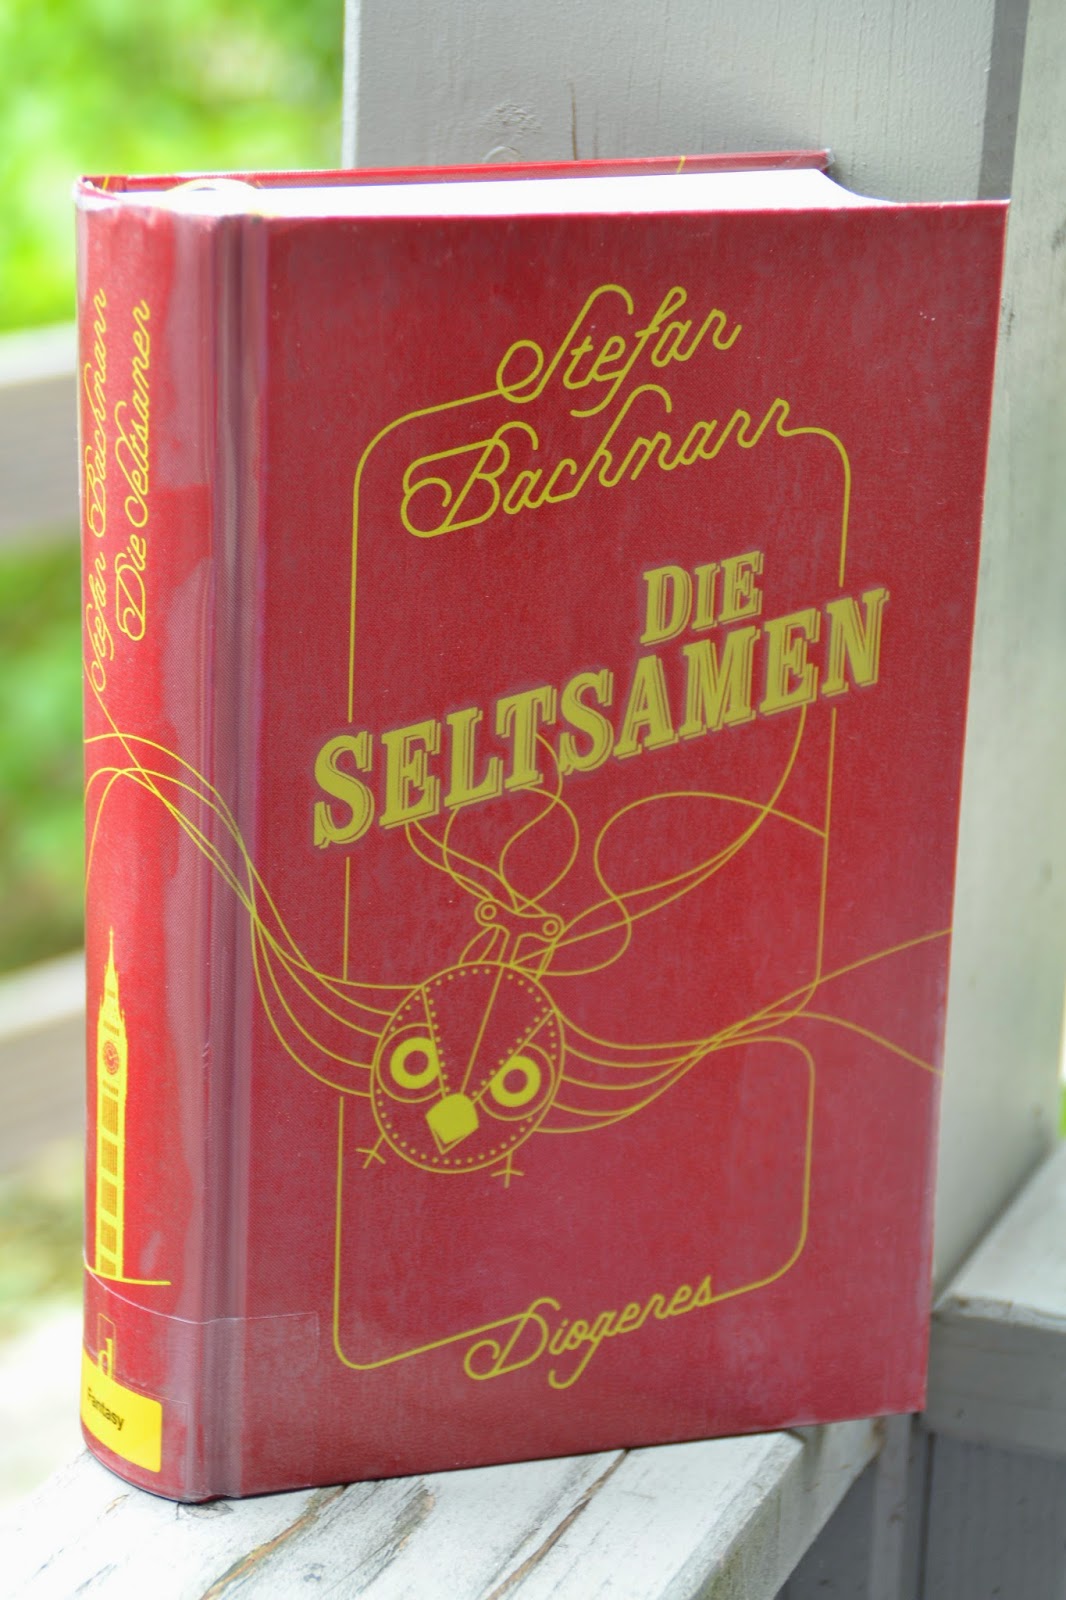 Stefan
Bachmann
DIE
SELTSAMEN
Diogenes
Stefan Bachmann
Die Seltsamen
d
Fantasy